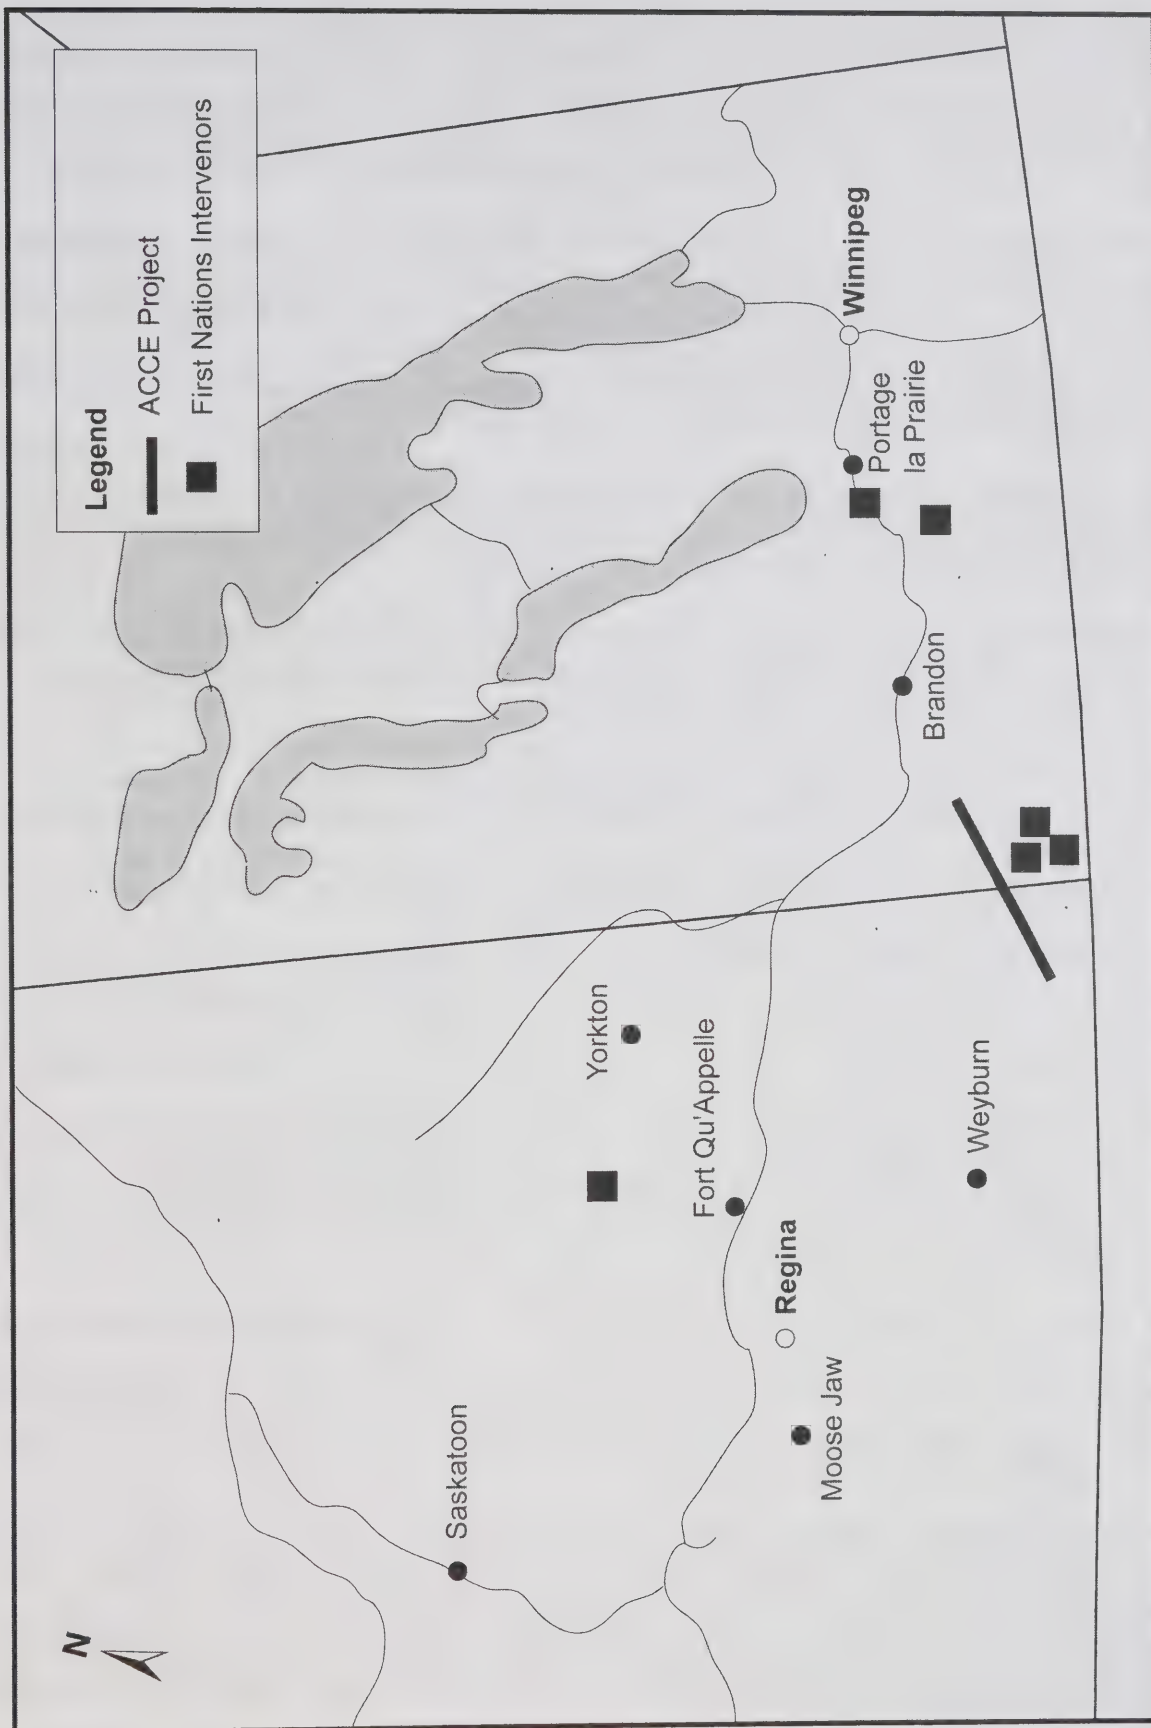 N
Legend
ACCE Project
First Nations Intervenors
Saskatoon
Yorkton
Fort Qu'Appelle
Regina
Moose Jaw
Weyburn
Winnipeg
Portage
la Prairie
Brandon